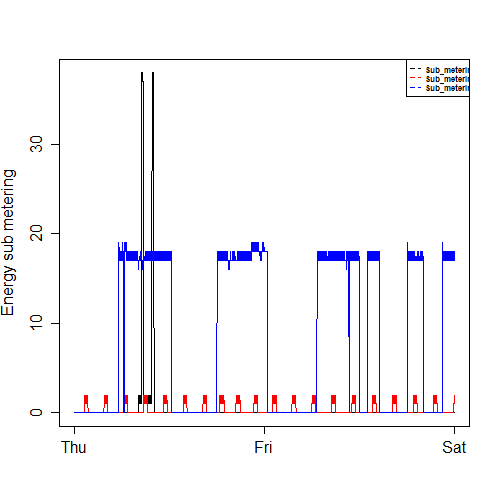 Sub_meterin
Sub_meterin
Sub_meterin
Energy sub metering
30
20
10
0
Thu Fri Sat